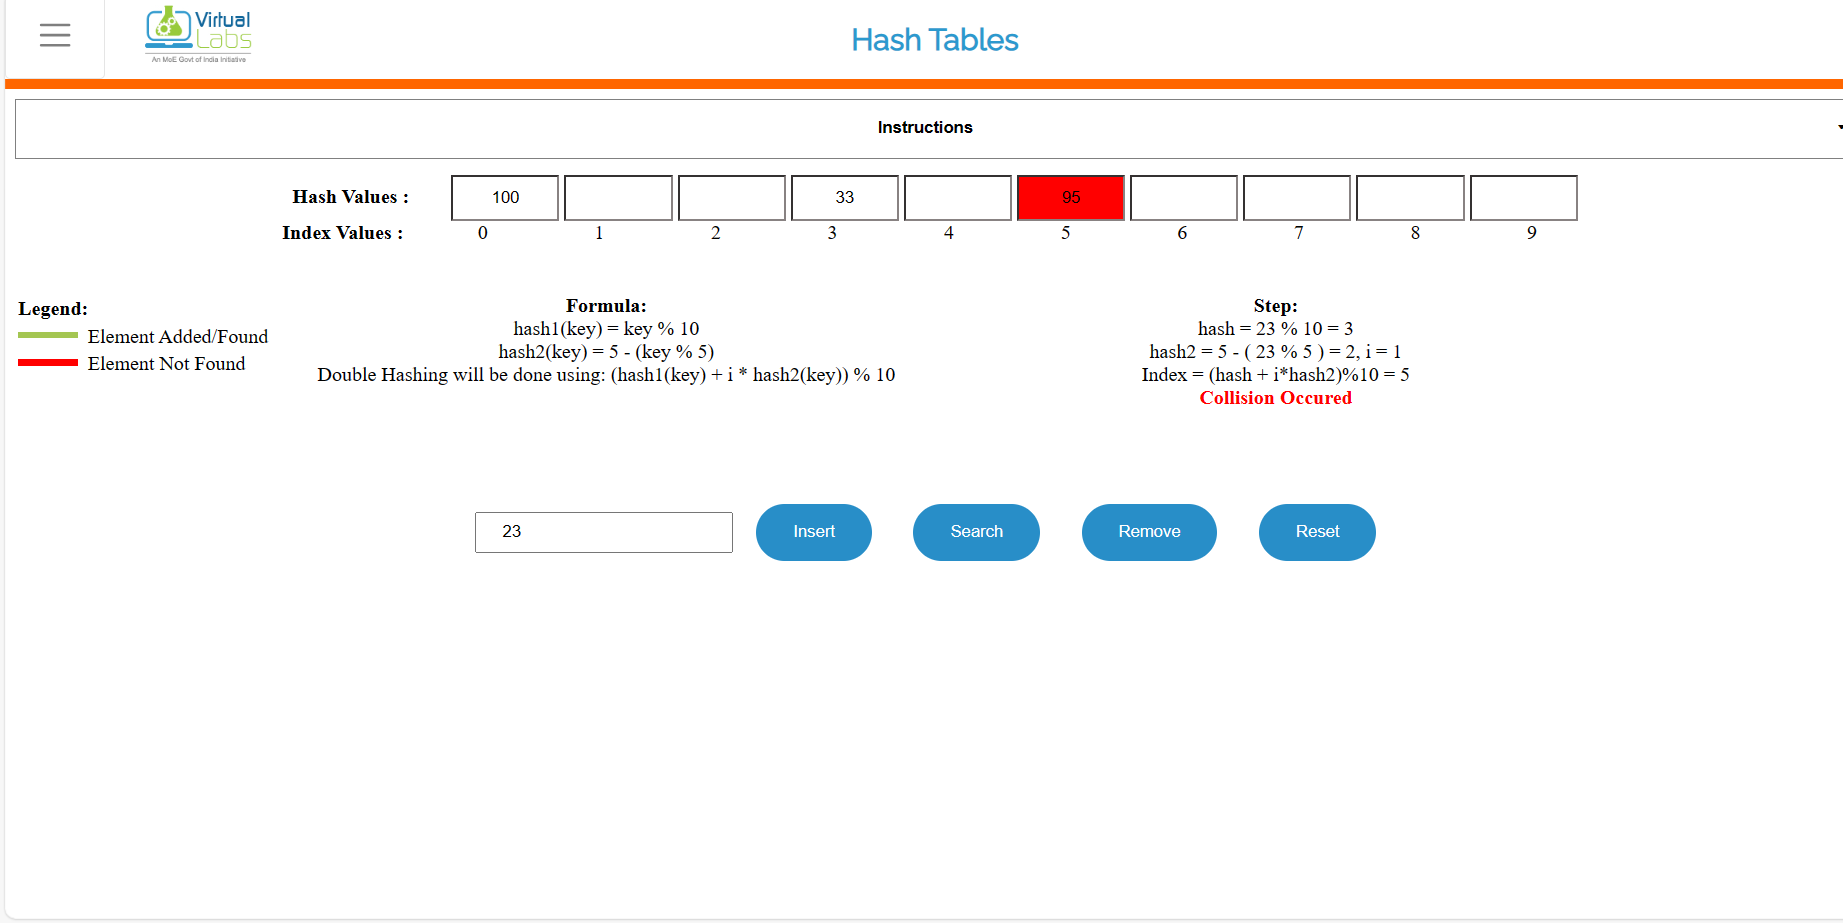 Virtual
Labs
An MoE Govt of India Initiative
Hash Tables
Instructions
Hash Values : 100 33 95
Index Values : 0 1 2 3 4 5 6 7 8 9
Legend:
Element Added/Found
Element Not Found
Formula:
hash1(key) = key % 10
hash2(key) = 5 - (key % 5)
Double Hashing will be done using: (hash1(key) + i * hash2(key)) % 10
Step:
hash = 23 % 10 = 3
hash2 = 5 - ( 23 % 5 ) = 2, i = 1
Index = (hash + i*hash2)%10 = 5
Collision Occured
23 Insert Search Remove Reset